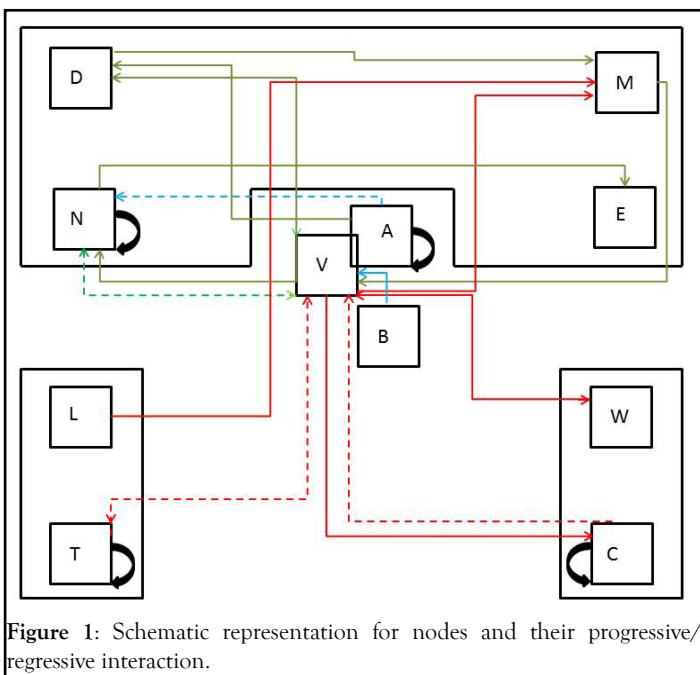 D
M
N
A
E
V
B
L
W
T
C
Figure 1: Schematic representation for nodes and their progressive/
regressive interaction.